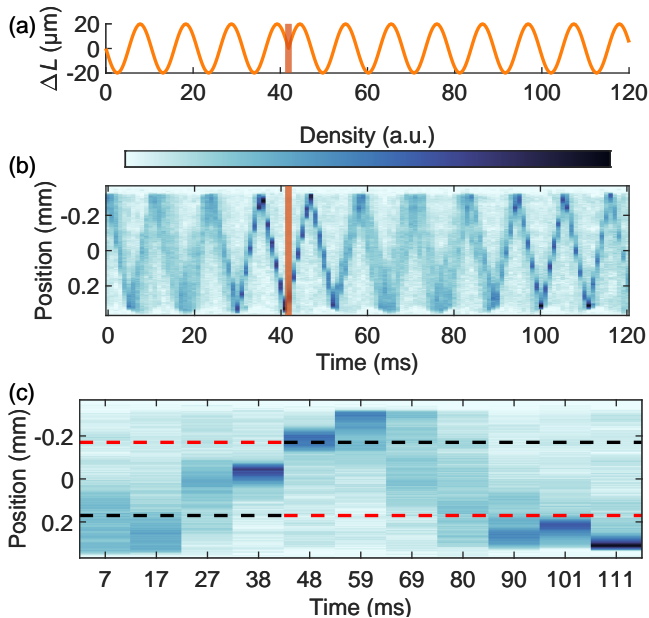 (a)
ΔL (μm)
20
0
-20
0 20 40 60 80 100 120
Density (a.u.)
(b)
Position (mm)
-0.2
0
0.2
0 20 40 60 80 100 120
Time (ms)
(c)
Position (mm)
-0.2
0
0.2
7 17 27 38 48 59 69 80 90 101 111
Time (ms)